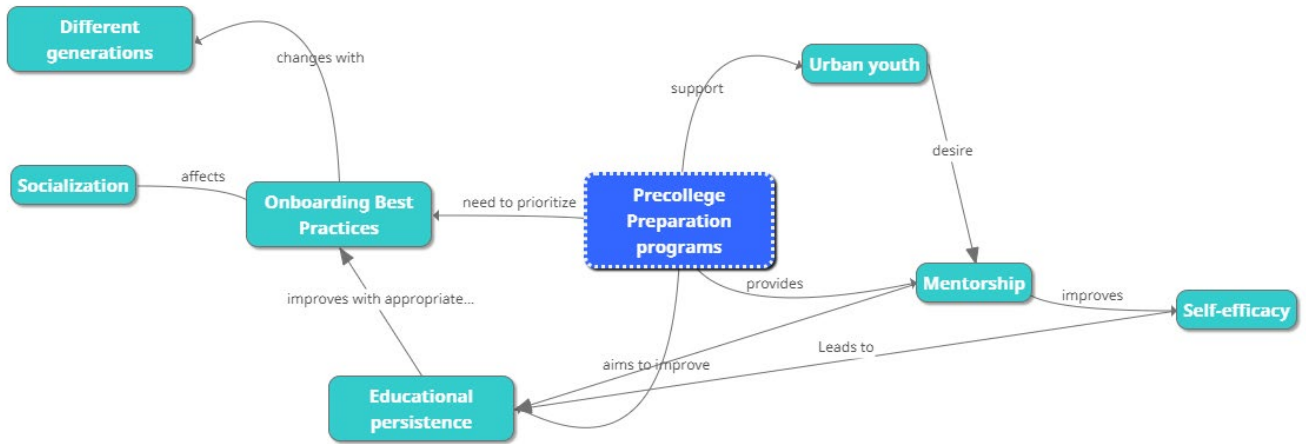 Different
generations
changes with
Urban youth
support
desire
Socialization
affects
Onboarding Best
Practices
need to prioritize
Precollege
Preparation
programs
provides
Mentorship
improves
Self-efficacy
improves with appropriate...
Leads to
aims to improve
Educational
persistence